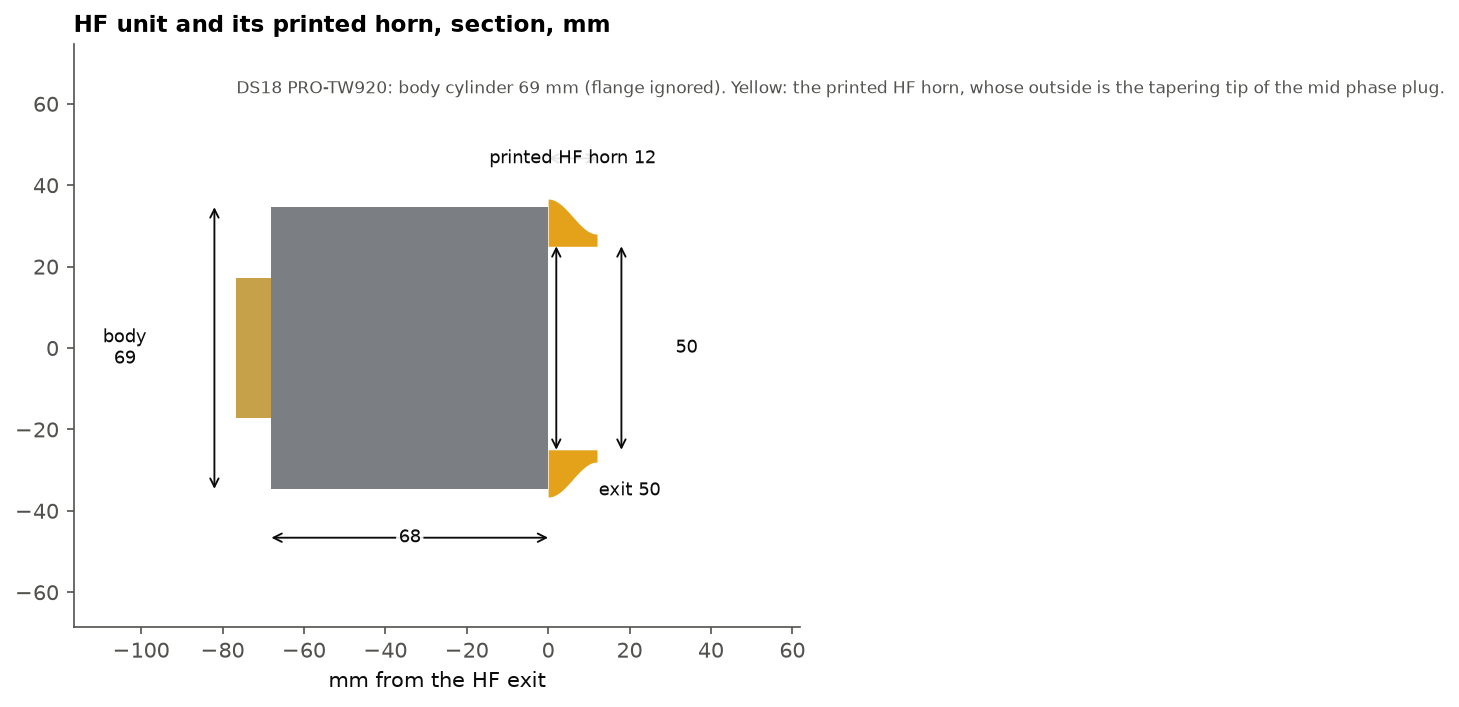 HF unit and its printed horn, section, mm
DS18 PRO-TW920: body cylinder 69 mm (flange ignored). Yellow: the printed HF horn, whose outside is the tapering tip of the mid phase plug.
printed HF horn 12
body
69
50
exit 50
68
60
40
20
0
−20
−40
−60
−100 −80 −60 −40 −20 0 20 40 60
mm from the HF exit